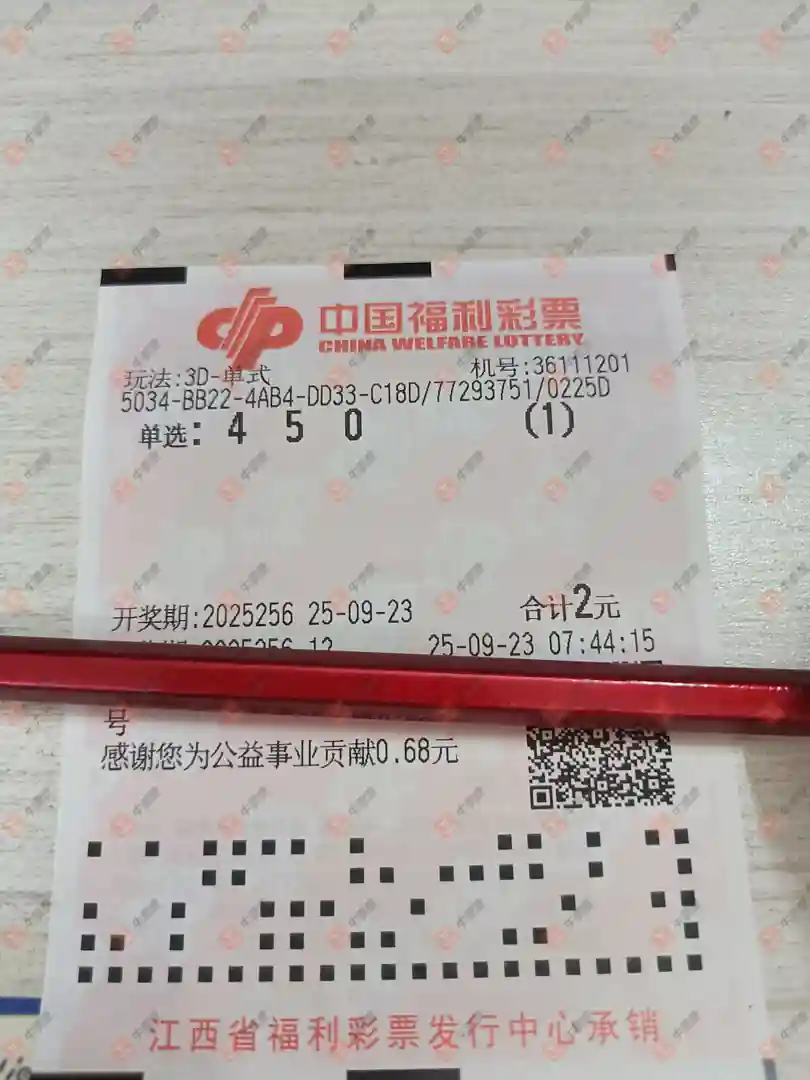 中国福利彩票
CHINA WELFARE LOTTERY
玩法:3D-单式 机号:36111201
5034-BB22-4AB4-DD33-C18D/77293751/0225D
单选: 4 5 0 (1)
开奖期:2025256 25-09-23 合计2元
25-09-23 07:44:15
号
感谢您为公益事业贡献0.68元
江西省福利彩票发行中心承销